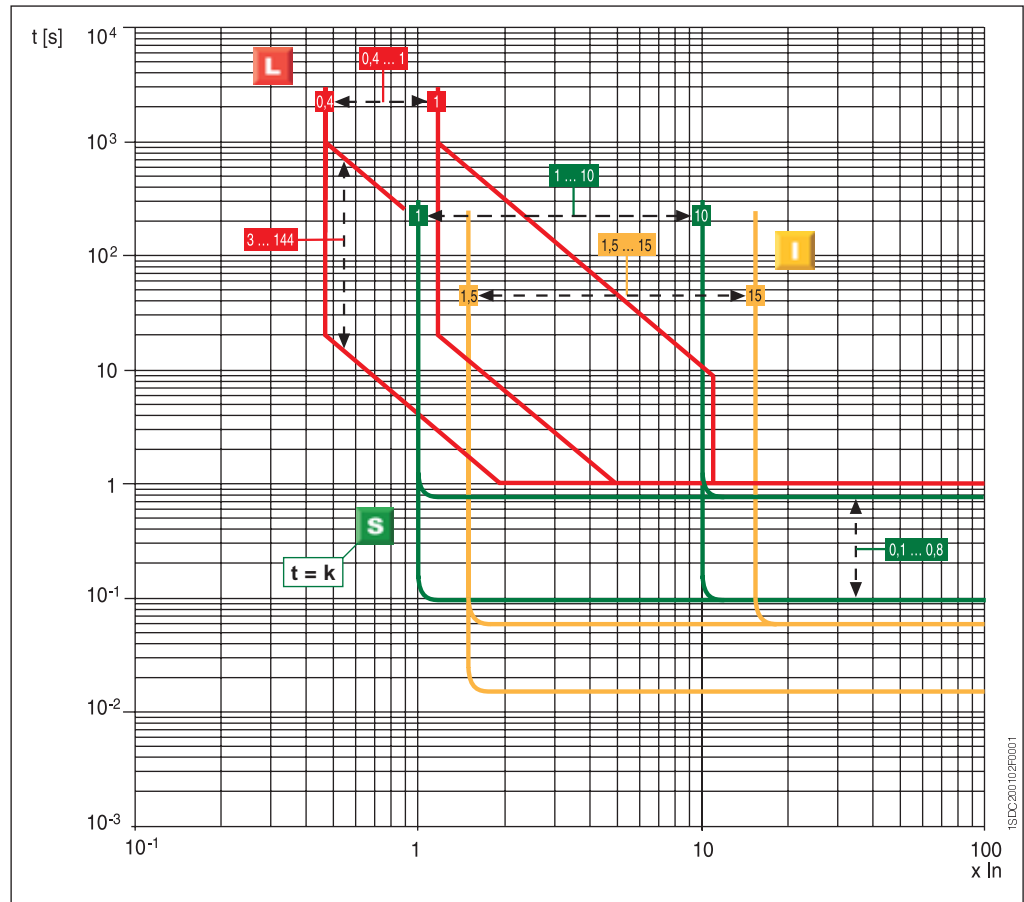 t [s]
10⁴
L
0,4 ... 1
0,4
1
10³
1 ... 10
1
10
3 ... 144
1,5 ... 15
I
10²
1,5
15
10
1
S
0,1 ... 0,8
t = k
10⁻¹
10⁻²
10⁻³
10⁻¹
1
10
100
x In
1SDC200102F0001